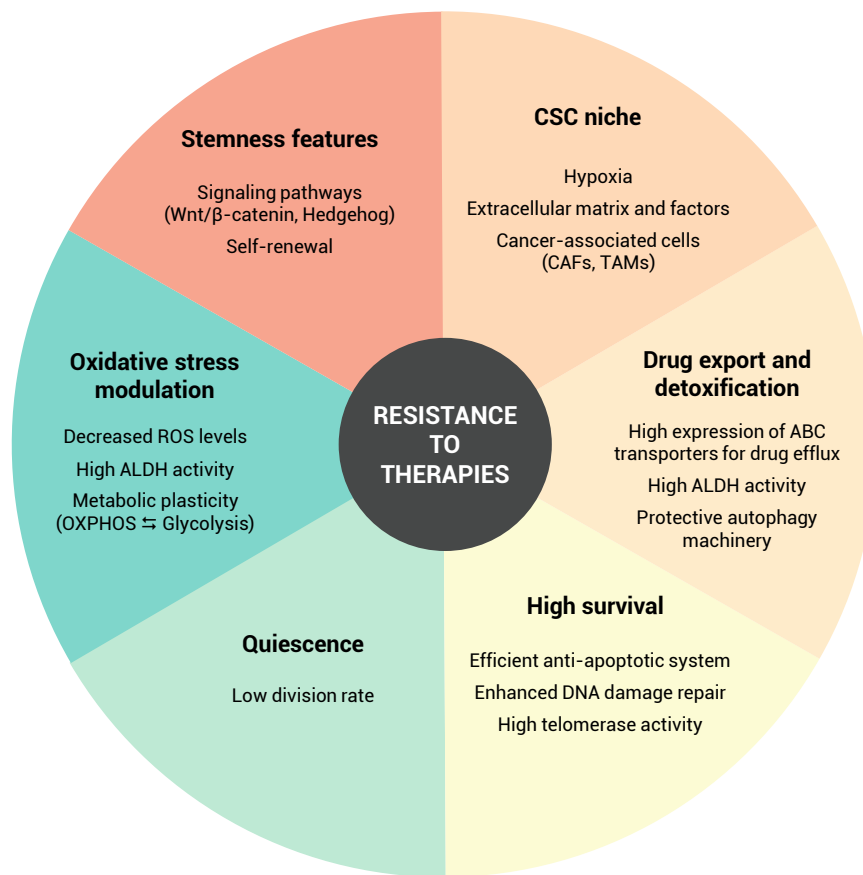 Stemness features
Signaling pathways
(Wnt/β-catenin, Hedgehog)
Self-renewal
CSC niche
Hypoxia
Extracellular matrix and factors
Cancer-associated cells
(CAFs, TAMs)
Oxidative stress
modulation
Decreased ROS levels
High ALDH activity
Metabolic plasticity
(OXPHOS ⇆ Glycolysis)
RESISTANCE
TO
THERAPIES
Drug export and
detoxification
High expression of ABC
transporters for drug efflux
High ALDH activity
Protective autophagy
machinery
Quiescence
Low division rate
High survival
Efficient anti-apoptotic system
Enhanced DNA damage repair
High telomerase activity